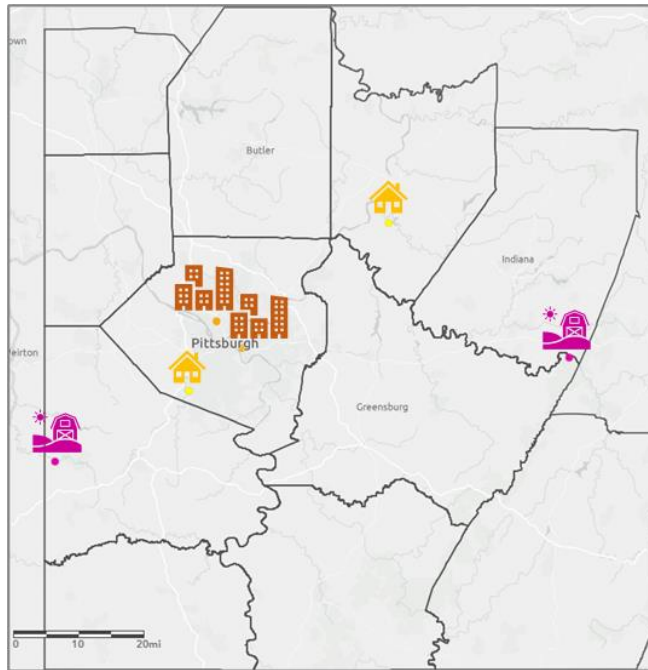 own
Butler
Indiana
Pittsburgh
eirton
Greensburg
0 10 20mi